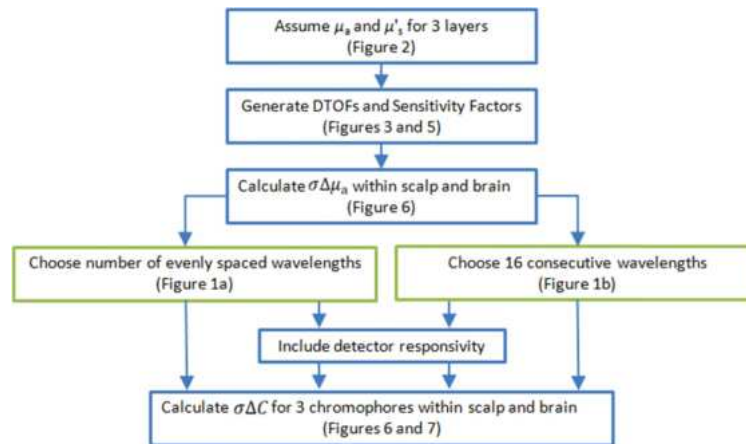 Assume μa and μ's for 3 layers
(Figure 2)
Generate DTOFs and Sensitivity Factors
(Figures 3 and 5)
Calculate σΔμa within scalp and brain
(Figure 6)
Choose number of evenly spaced wavelengths
(Figure 1a)
Choose 16 consecutive wavelengths
(Figure 1b)
Include detector responsivity
Calculate σΔC for 3 chromophores within scalp and brain
(Figures 6 and 7)